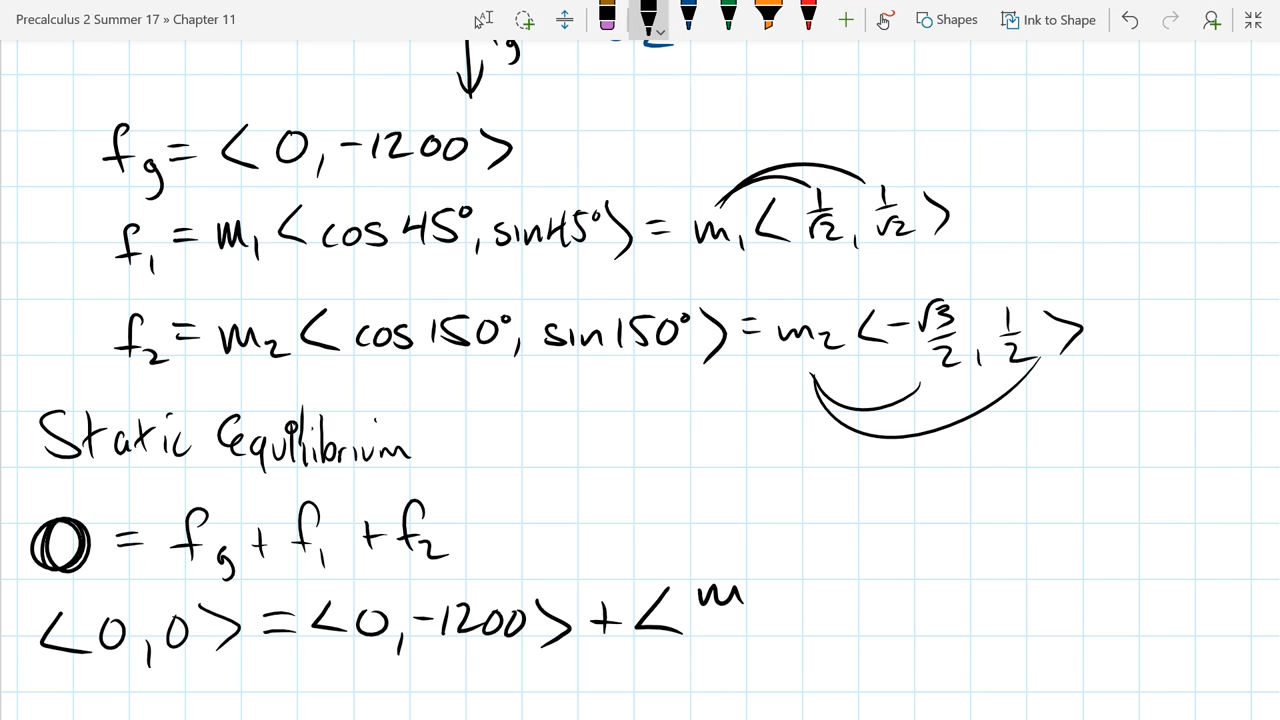 Precalculus 2 Summer 17 » Chapter 11
Shapes Ink to Shape
g
f_g = < 0, -1200 >
f_1 = m_1 < cos 45°, sin 45° > = m_1 < 1/√2, 1/√2 >
f_2 = m_2 < cos 150°, sin 150° > = m_2 < -√3/2, 1/2 >
Static Equilibrium
0 = f_g + f_1 + f_2
< 0, 0 > = < 0, -1200 > + < m